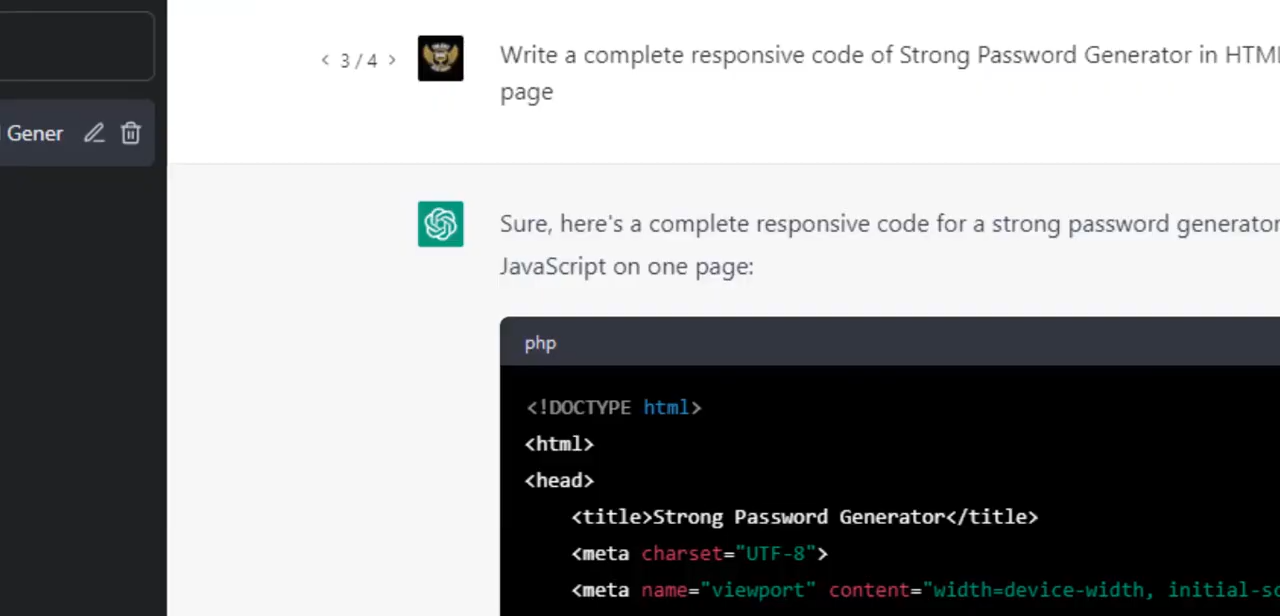 < 3 / 4 >
Write a complete responsive code of Strong Password Generator in HTML
page
Gener
Sure, here's a complete responsive code for a strong password generator
JavaScript on one page:
php
<!DOCTYPE html>
<html>
<head>
<title>Strong Password Generator</title>
<meta charset="UTF-8">
<meta name="viewport" content="width=device-width, initial-sc